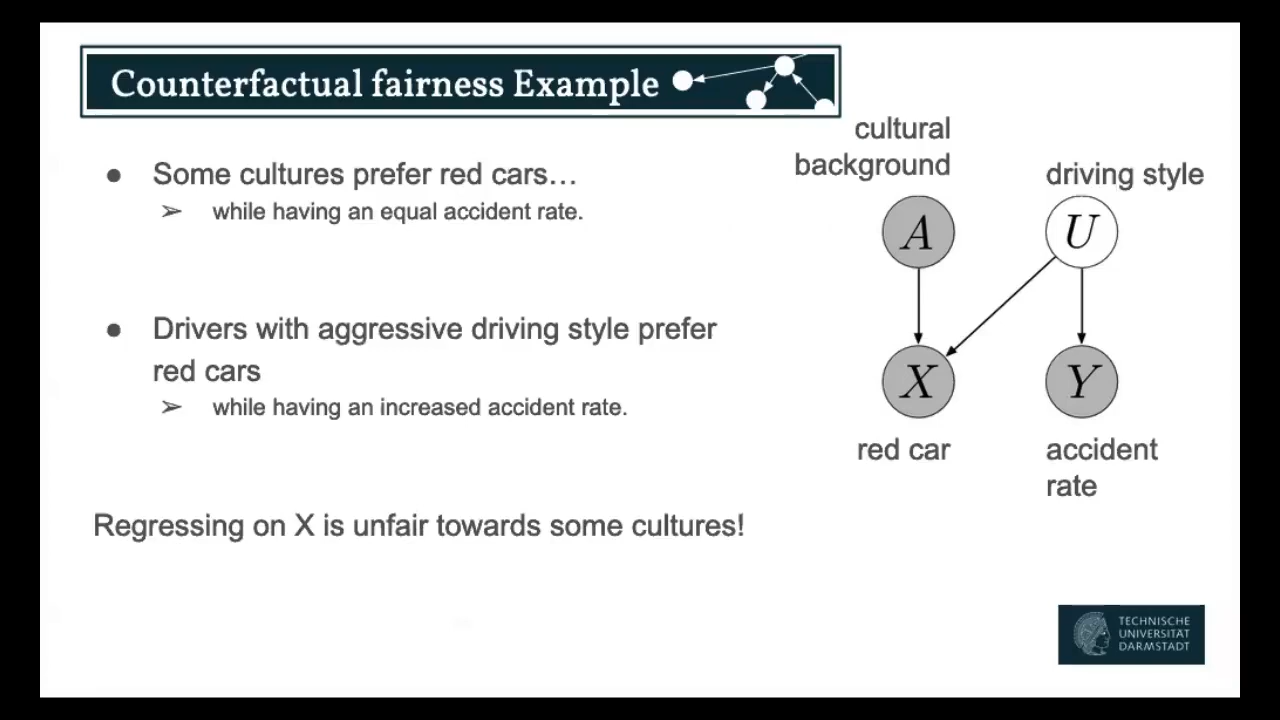 Counterfactual fairness Example
● Some cultures prefer red cars…
➢ while having an equal accident rate.
● Drivers with aggressive driving style prefer
red cars
➢ while having an increased accident rate.
Regressing on X is unfair towards some cultures!
cultural
background
driving style
A
U
X
Y
red car
accident
rate
TECHNISCHE
UNIVERSITÄT
DARMSTADT